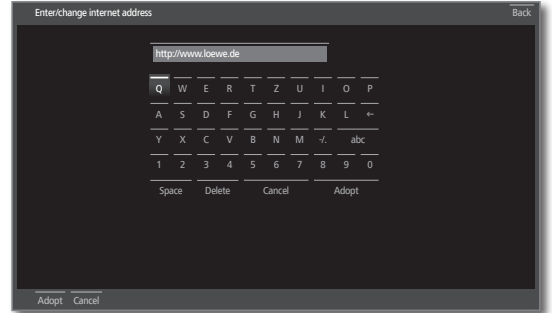 Enter/change internet address Back
http://www.loewe.de
Q W E R T Z U I O P
A S D F G H J K L ←
Y X C V B N M -/. abc
1 2 3 4 5 6 7 8 9 0
Space Delete Cancel Adopt
Adopt Cancel